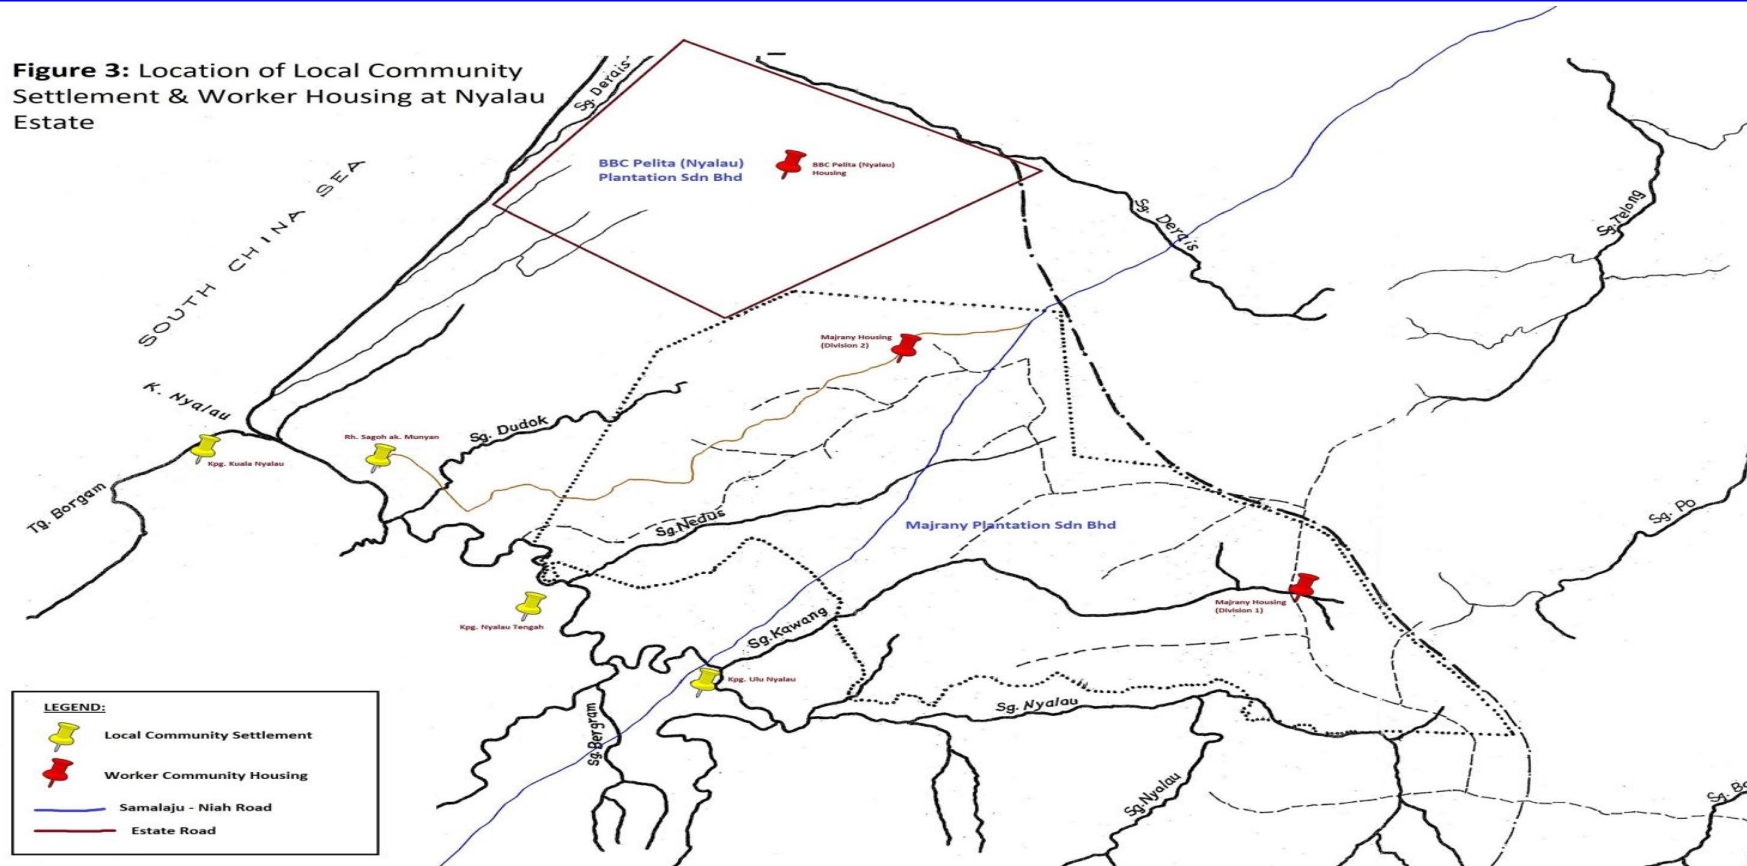 Figure 3: Location of Local Community
Settlement & Worker Housing at Nyalau
Estate
Sg. Derais
BBC Pelita (Nyalau)
Plantation Sdn Bhd
BBC Pelita (Nyalau)
Housing
SOUTH CHINA SEA
Sg. Derais
Sg. Telong
Majrany Housing
(Division 2)
K. Nyalau
Rh. Sagoh ak. Munyan
Sg. Dudok
Kpg. Kuala Nyalau
Tg. Borgam
Sg. Nedus
Majrany Plantation Sdn Bhd
Sg. Po
Majrany Housing
(Division 1)
Kpg. Nyalau Tengah
Sg. Kawang
Kpg. Ulu Nyalau
Sg. Nyalau
Sg. Bergram
Sg. Nyalau
LEGEND:
Local Community Settlement
Worker Community Housing
Samalaju - Niah Road
Estate Road